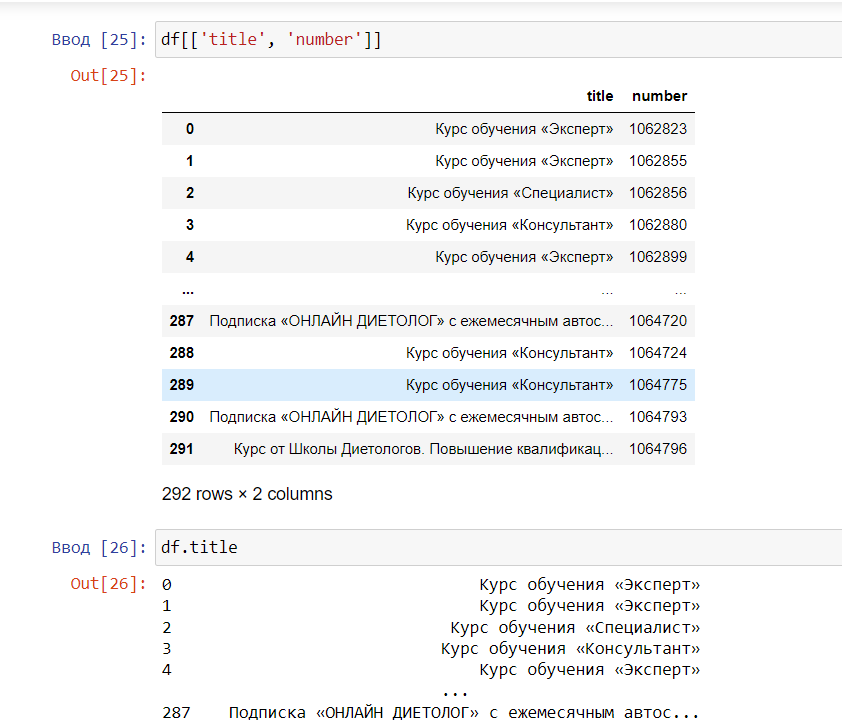 Ввод [25]: df[['title', 'number']]
Out[25]:
title number
0 Курс обучения «Эксперт» 1062823
1 Курс обучения «Эксперт» 1062855
2 Курс обучения «Специалист» 1062856
3 Курс обучения «Консультант» 1062880
4 Курс обучения «Эксперт» 1062899
... ... ...
287 Подписка «ОНЛАЙН ДИЕТОЛОГ» с ежемесячным автос... 1064720
288 Курс обучения «Консультант» 1064724
289 Курс обучения «Консультант» 1064775
290 Подписка «ОНЛАЙН ДИЕТОЛОГ» с ежемесячным автос... 1064793
291 Курс от Школы Диетологов. Повышение квалификац... 1064796
292 rows × 2 columns
Ввод [26]: df.title
Out[26]: 0 Курс обучения «Эксперт»
1 Курс обучения «Эксперт»
2 Курс обучения «Специалист»
3 Курс обучения «Консультант»
4 Курс обучения «Эксперт»
...
287 Подписка «ОНЛАЙН ДИЕТОЛОГ» с ежемесячным автос...